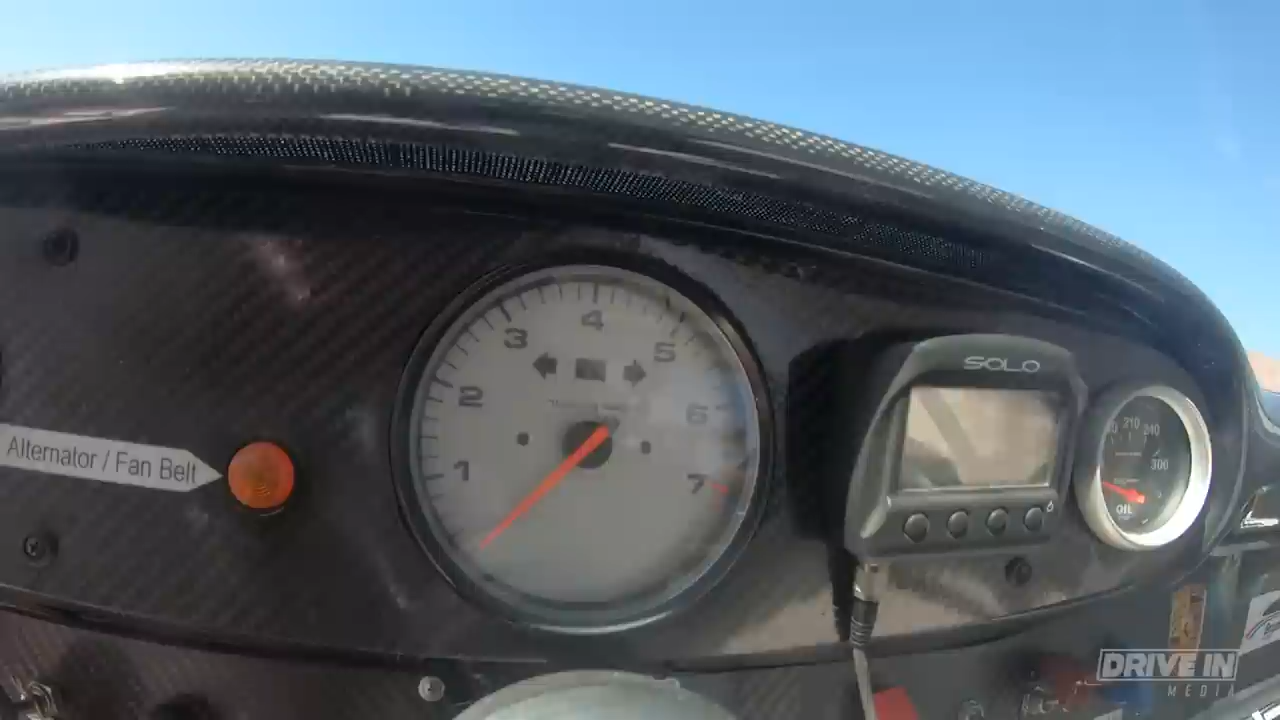 Alternator / Fan Belt
1
2
3
4
5
6
7
SOLO
210
240
300
OIL
DRIVE IN
MEDIA